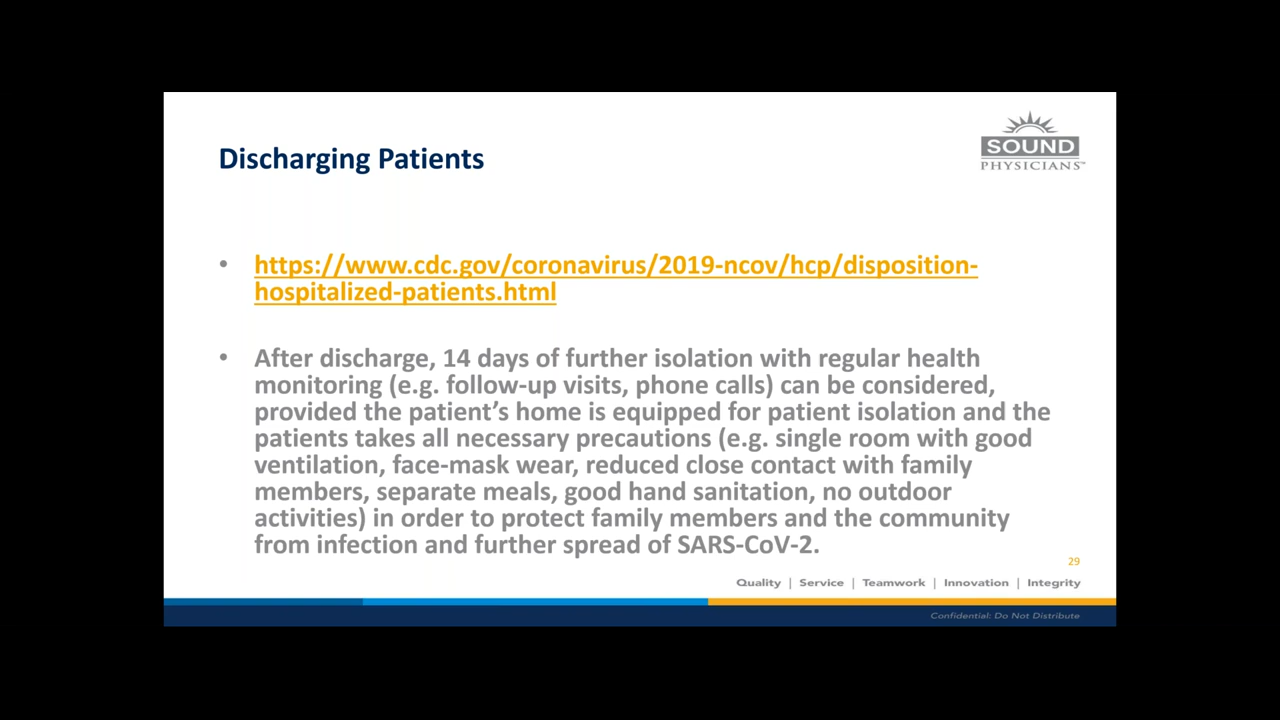 SOUND
PHYSICIANS™
Discharging Patients
• https://www.cdc.gov/coronavirus/2019-ncov/hcp/disposition-
hospitalized-patients.html
• After discharge, 14 days of further isolation with regular health
monitoring (e.g. follow-up visits, phone calls) can be considered,
provided the patient's home is equipped for patient isolation and the
patients takes all necessary precautions (e.g. single room with good
ventilation, face-mask wear, reduced close contact with family
members, separate meals, good hand sanitation, no outdoor
activities) in order to protect family members and the community
from infection and further spread of SARS-CoV-2.
29
Quality | Service | Teamwork | Innovation | Integrity
Confidential: Do Not Distribute